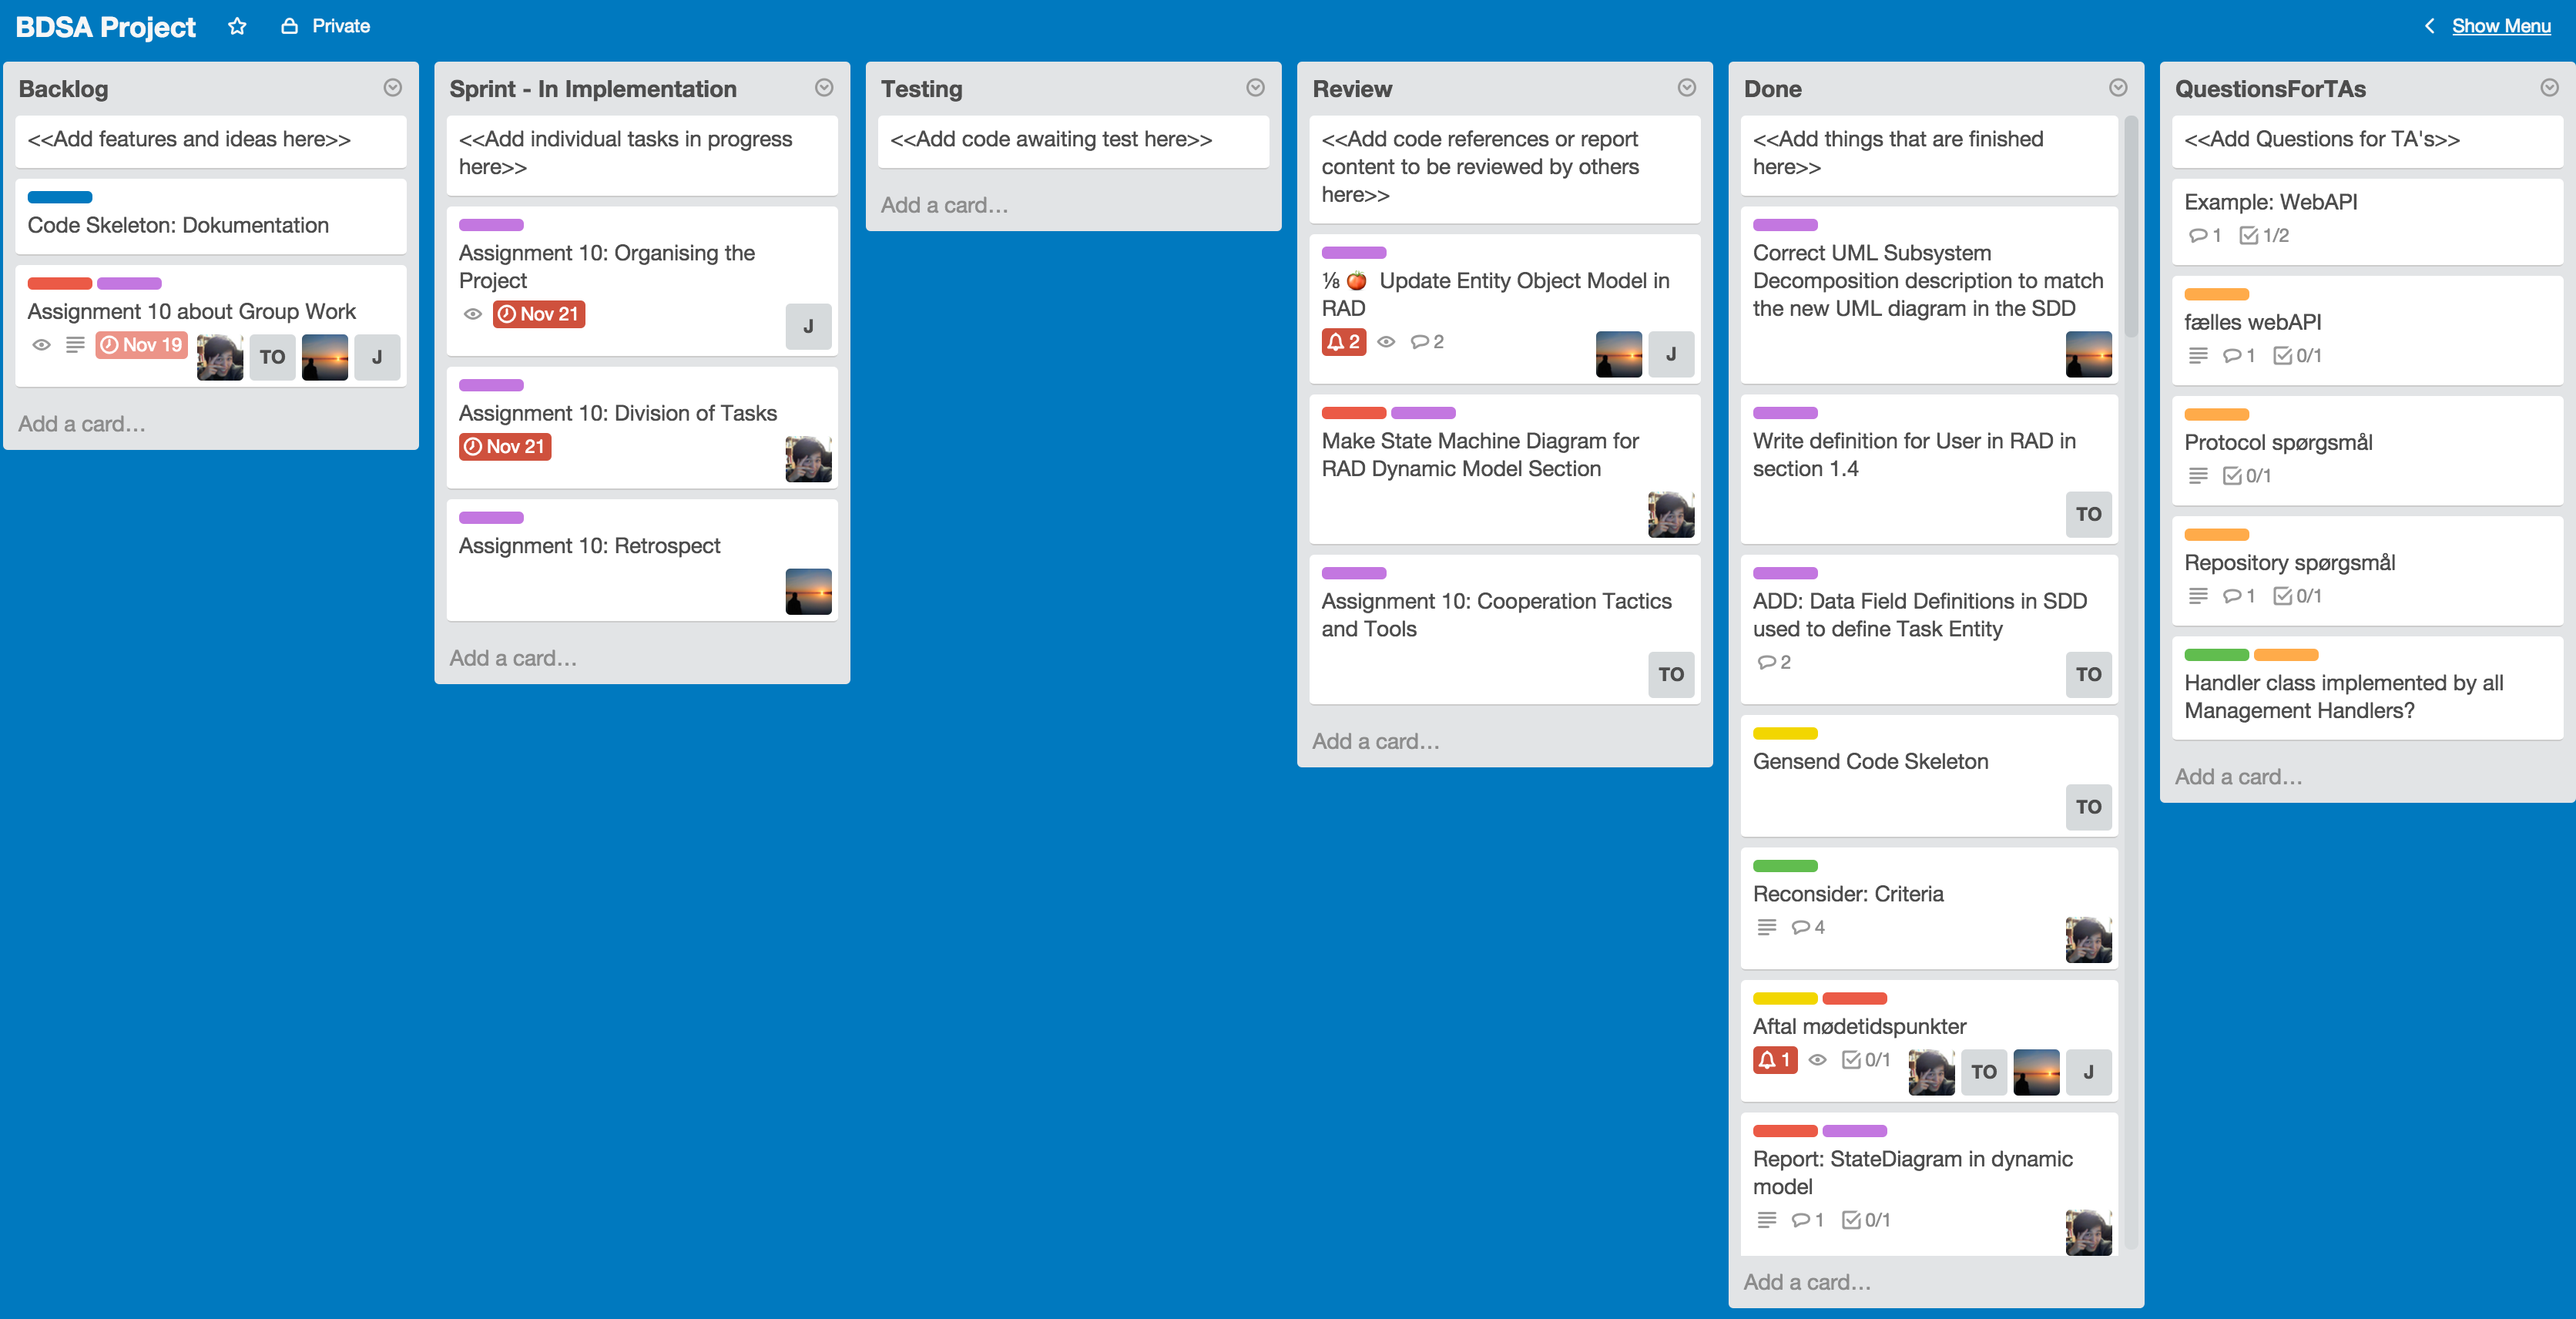 BDSA Project
Private
Show Menu
Backlog
<<Add features and ideas here>>
Code Skeleton: Dokumentation
Assignment 10 about Group Work
Nov 19
TO
J
Add a card…
Sprint - In Implementation
<<Add individual tasks in progress
here>>
Assignment 10: Organising the
Project
Nov 21
J
Assignment 10: Division of Tasks
Nov 21
Assignment 10: Retrospect
Add a card…
Testing
<<Add code awaiting test here>>
Add a card…
Review
<<Add code references or report
content to be reviewed by others
here>>
⅛ 🍅 Update Entity Object Model in
RAD
2
2
J
Make State Machine Diagram for
RAD Dynamic Model Section
Assignment 10: Cooperation Tactics
and Tools
TO
Add a card…
Done
<<Add things that are finished
here>>
Correct UML Subsystem
Decomposition description to match
the new UML diagram in the SDD
Write definition for User in RAD in
section 1.4
TO
ADD: Data Field Definitions in SDD
used to define Task Entity
2
TO
Gensend Code Skeleton
TO
Reconsider: Criteria
4
Aftal mødetidspunkter
1
0/1
TO
J
Report: StateDiagram in dynamic
model
1
0/1
Add a card…
QuestionsForTAs
<<Add Questions for TA's>>
Example: WebAPI
1
1/2
fælles webAPI
1
0/1
Protocol spørgsmål
0/1
Repository spørgsmål
1
0/1
Handler class implemented by all
Management Handlers?
Add a card…